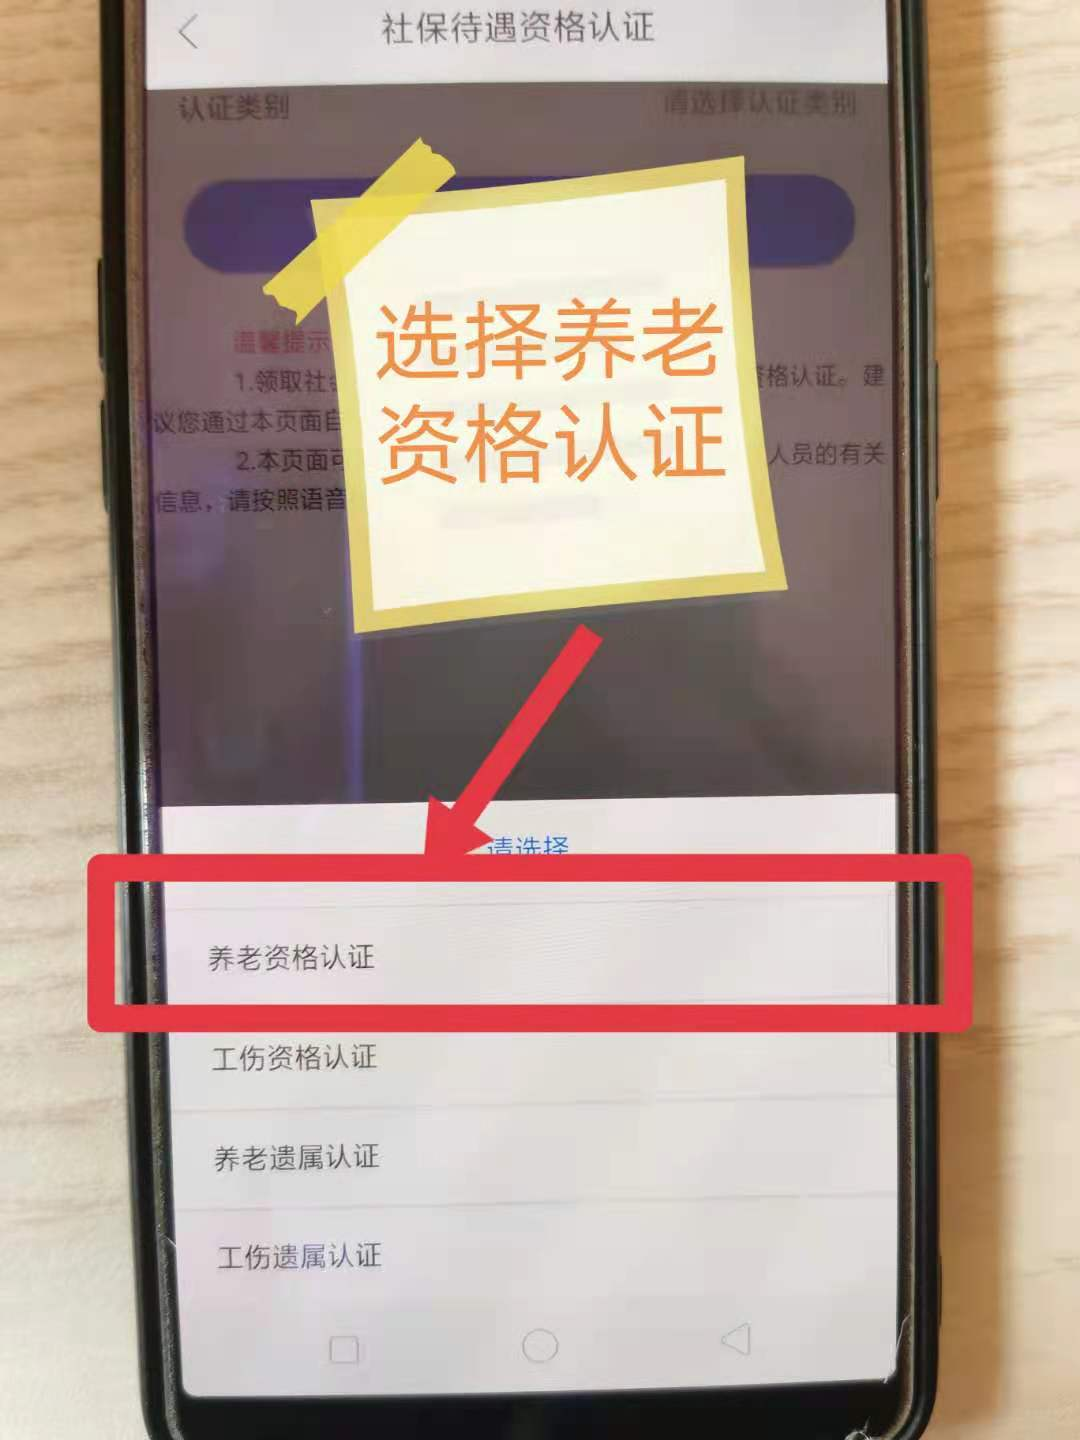 社保待遇资格认证
认证类别
请选择认证类别
选择养老
资格认证
温馨提示
1.领取社
资格认证。建
议您通过本页面自
2.本页面可
人员的有关
信息，请按照语音
请选择
养老资格认证
工伤资格认证
养老遗属认证
工伤遗属认证